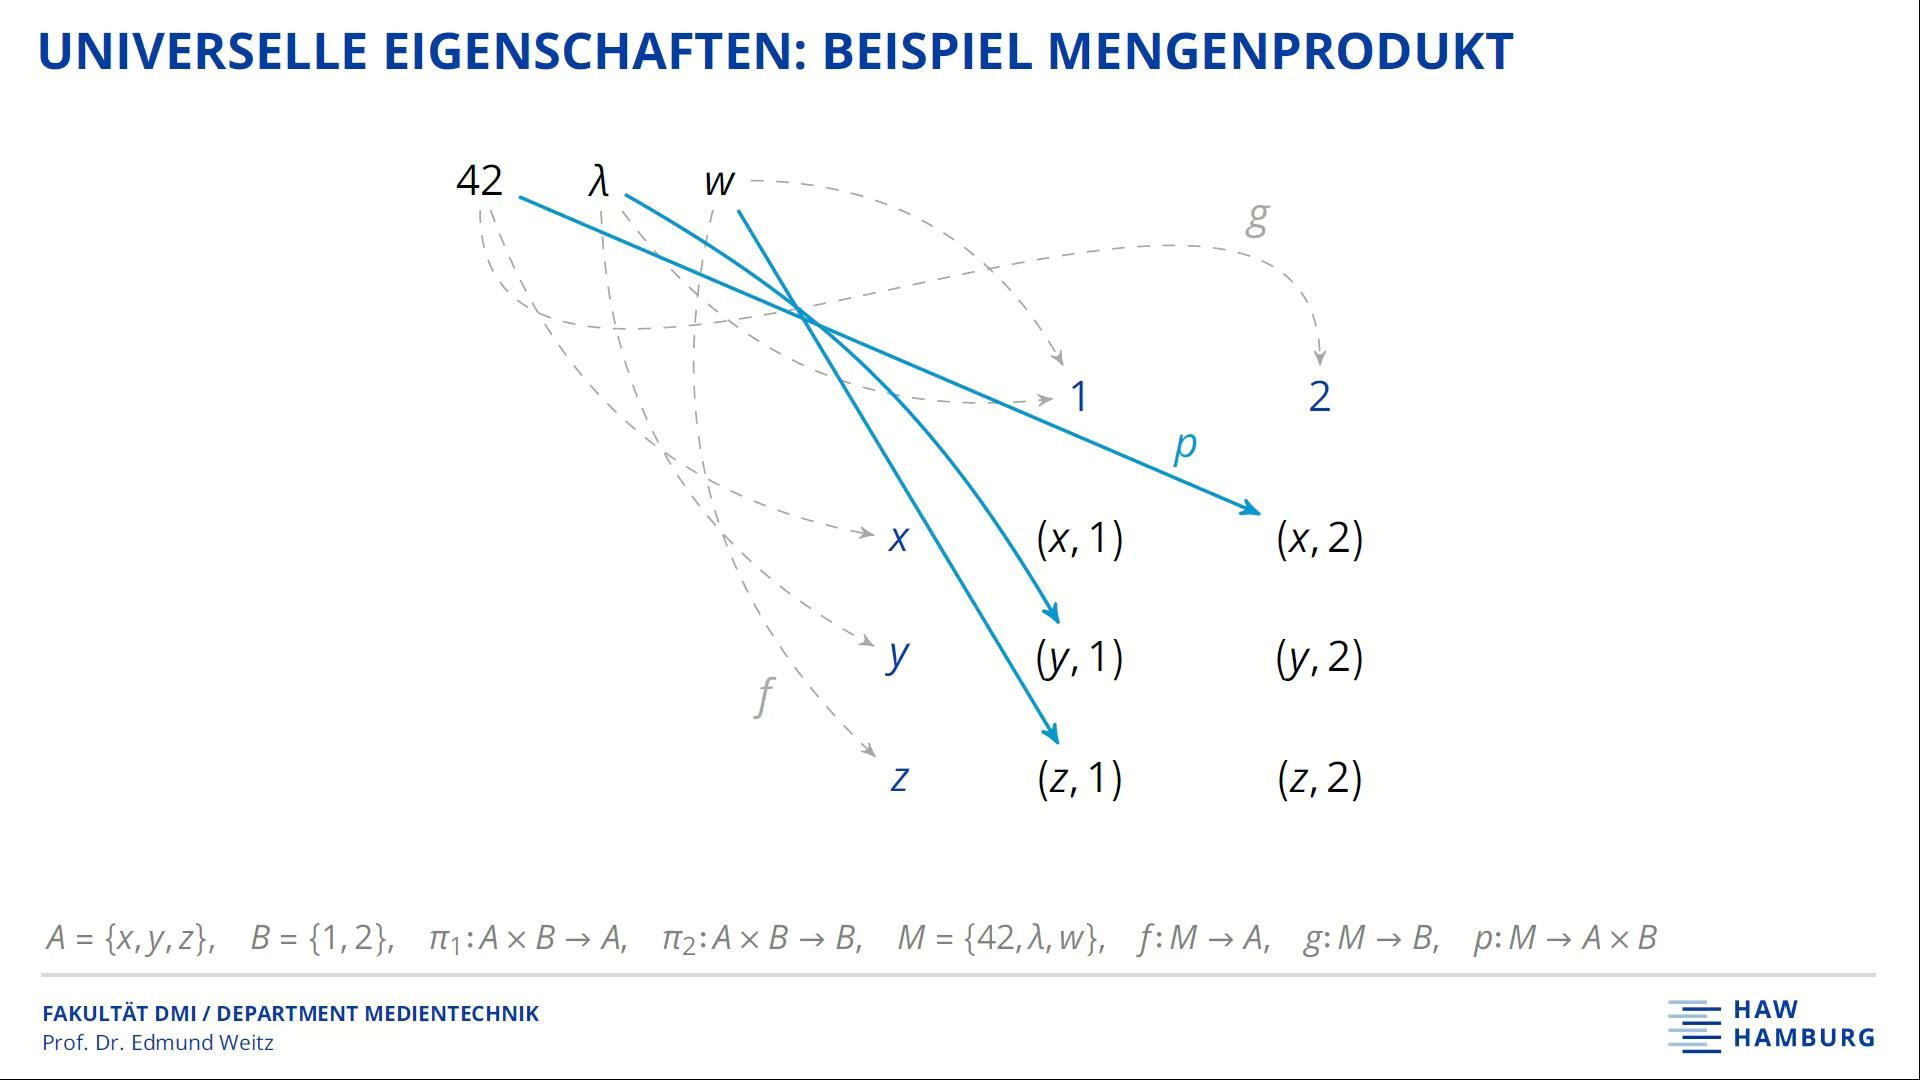 UNIVERSELLE EIGENSCHAFTEN: BEISPIEL MENGENPRODUKT
42 λ w
g
1 2
p
x (x, 1) (x, 2)
y (y, 1) (y, 2)
f
z (z, 1) (z, 2)
A = {x, y, z}, B = {1, 2}, π₁: A × B → A, π₂: A × B → B, M = {42, λ, w}, f: M → A, g: M → B, p: M → A × B
FAKULTÄT DMI / DEPARTMENT MEDIENTECHNIK
Prof. Dr. Edmund Weitz
HAW
HAMBURG